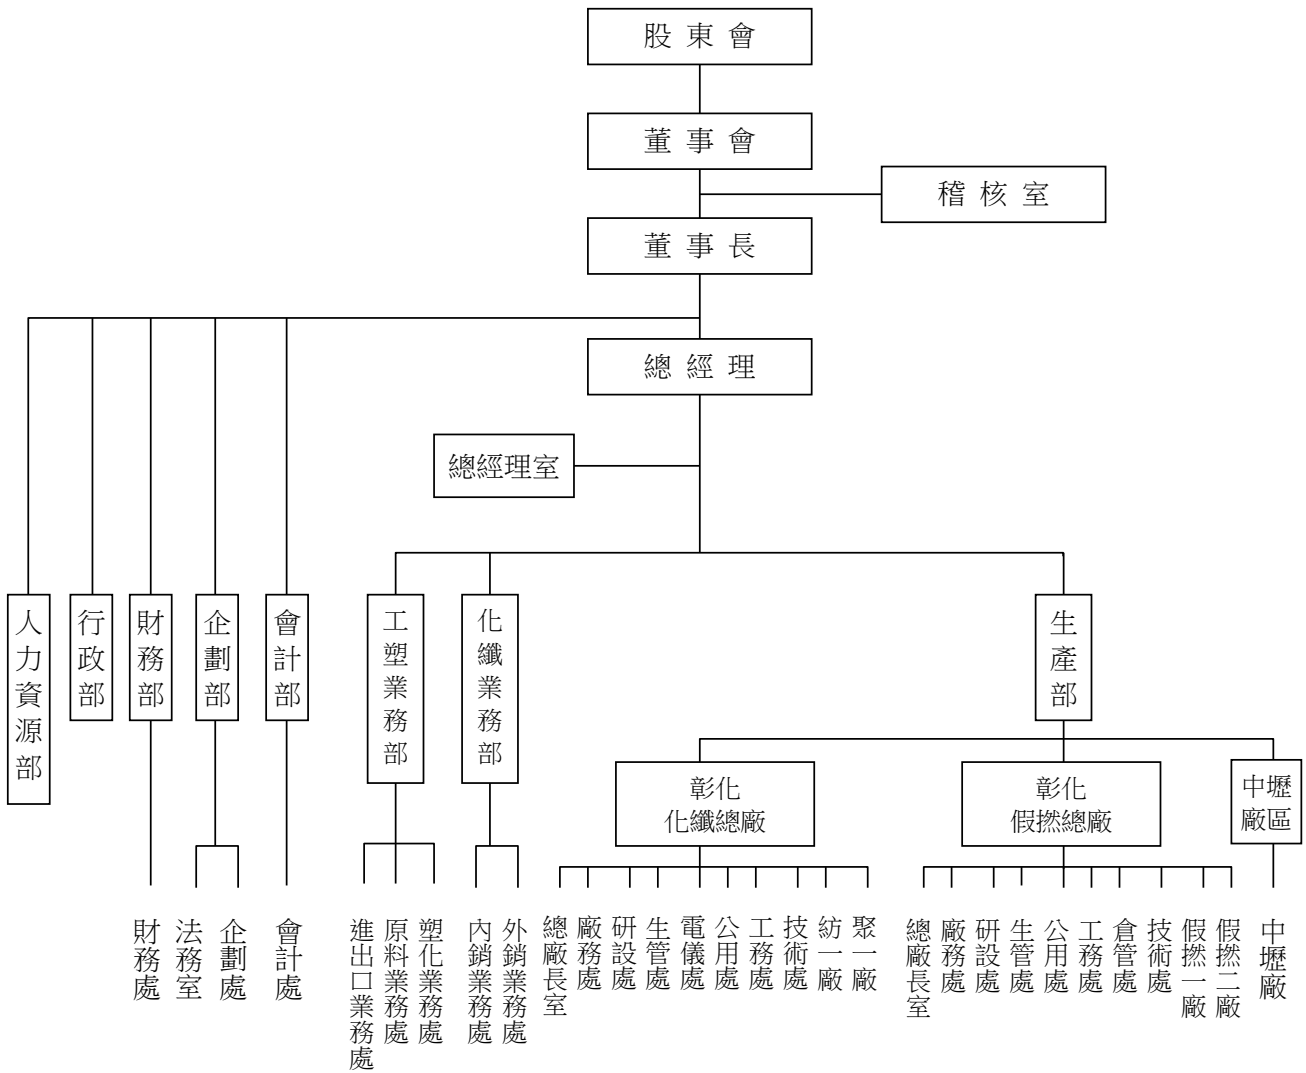 股東會
董事會
稽核室
董事長
總經理
總經理室
人力資源部
行政部
財務部
企劃部
會計部
工塑業務部
化纖業務部
生產部
彰化
化纖總廠
彰化
假撚總廠
中壢
廠區
財務處
法務室
企劃處
會計處
進出口業務處
原料業務處
塑化業務處
內銷業務處
外銷業務處
總廠長室
廠務處
研設處
生管處
電儀處
公用處
工務處
技術處
紡一廠
聚一廠
總廠長室
廠務處
研設處
生管處
公用處
工務處
倉管處
技術處
假撚一廠
假撚二廠
中壢廠